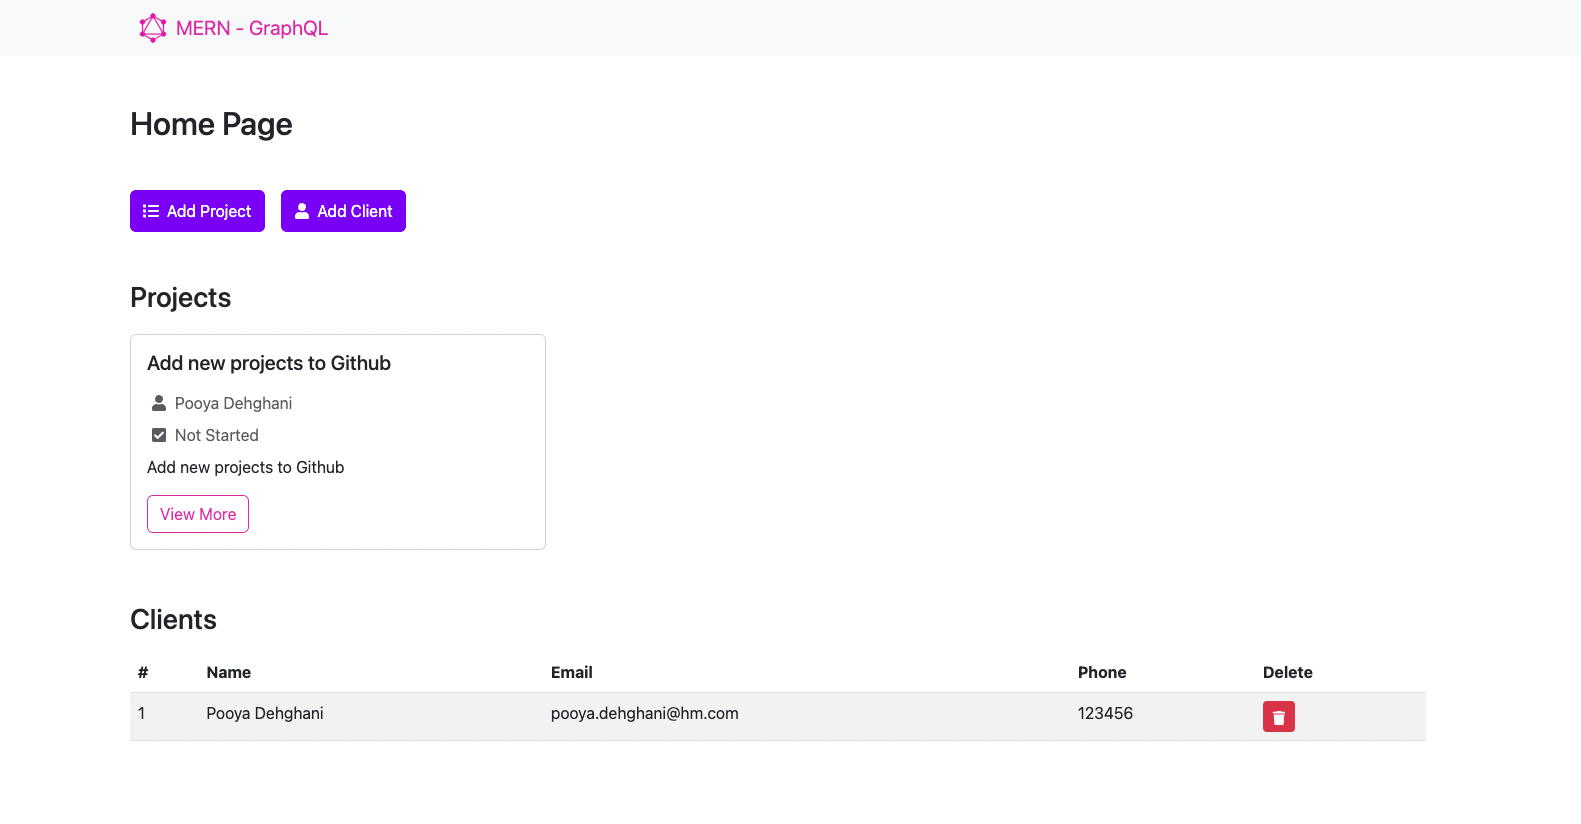 MERN - GraphQL
Home Page
Add Project Add Client
Projects
Add new projects to Github
Pooya Dehghani
Not Started
Add new projects to Github
View More
Clients
# Name Email Phone Delete
1 Pooya Dehghani pooya.dehghani@hm.com 123456